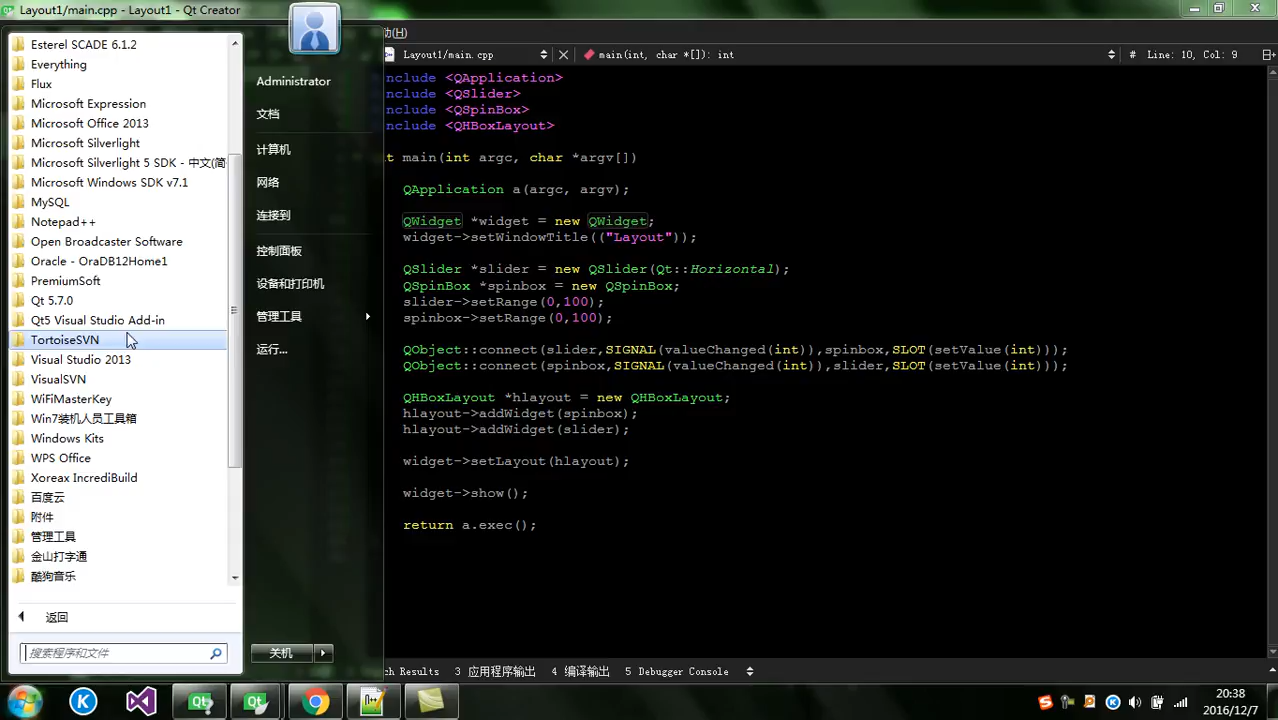 Layout1/main.cpp - Layout1 - Qt Creator
Esterel SCADE 6.1.2
Everything
Flux
Microsoft Expression
Microsoft Office 2013
Microsoft Silverlight
Microsoft Silverlight 5 SDK - 中文(简
Microsoft Windows SDK v7.1
MySQL
Notepad++
Open Broadcaster Software
Oracle - OraDB12Home1
PremiumSoft
Qt 5.7.0
Qt5 Visual Studio Add-in
TortoiseSVN
Visual Studio 2013
VisualSVN
WiFiMasterKey
Win7装机人员工具箱
Windows Kits
WPS Office
Xoreax IncrediBuild
百度云
附件
管理工具
金山打字通
酷狗音乐
返回
搜索程序和文件
Administrator
文档
计算机
网络
连接到
控制面板
设备和打印机
管理工具
运行...
关机
助(H)
Layout1/main.cpp
main(int, char *[]): int
# Line: 10, Col: 9
nclude <QApplication>
nclude <QSlider>
nclude <QSpinBox>
nclude <QHBoxLayout>
t main(int argc, char *argv[])
QApplication a(argc, argv);
QWidget *widget = new QWidget;
widget->setWindowTitle(("Layout"));
QSlider *slider = new QSlider(Qt::Horizontal);
QSpinBox *spinbox = new QSpinBox;
slider->setRange(0,100);
spinbox->setRange(0,100);
QObject::connect(slider,SIGNAL(valueChanged(int)),spinbox,SLOT(setValue(int)));
QObject::connect(spinbox,SIGNAL(valueChanged(int)),slider,SLOT(setValue(int)));
QHBoxLayout *hlayout = new QHBoxLayout;
hlayout->addWidget(spinbox);
hlayout->addWidget(slider);
widget->setLayout(hlayout);
widget->show();
return a.exec();
ch Results 3 应用程序输出 4 编译输出 5 Debugger Console
20:38
2016/12/7